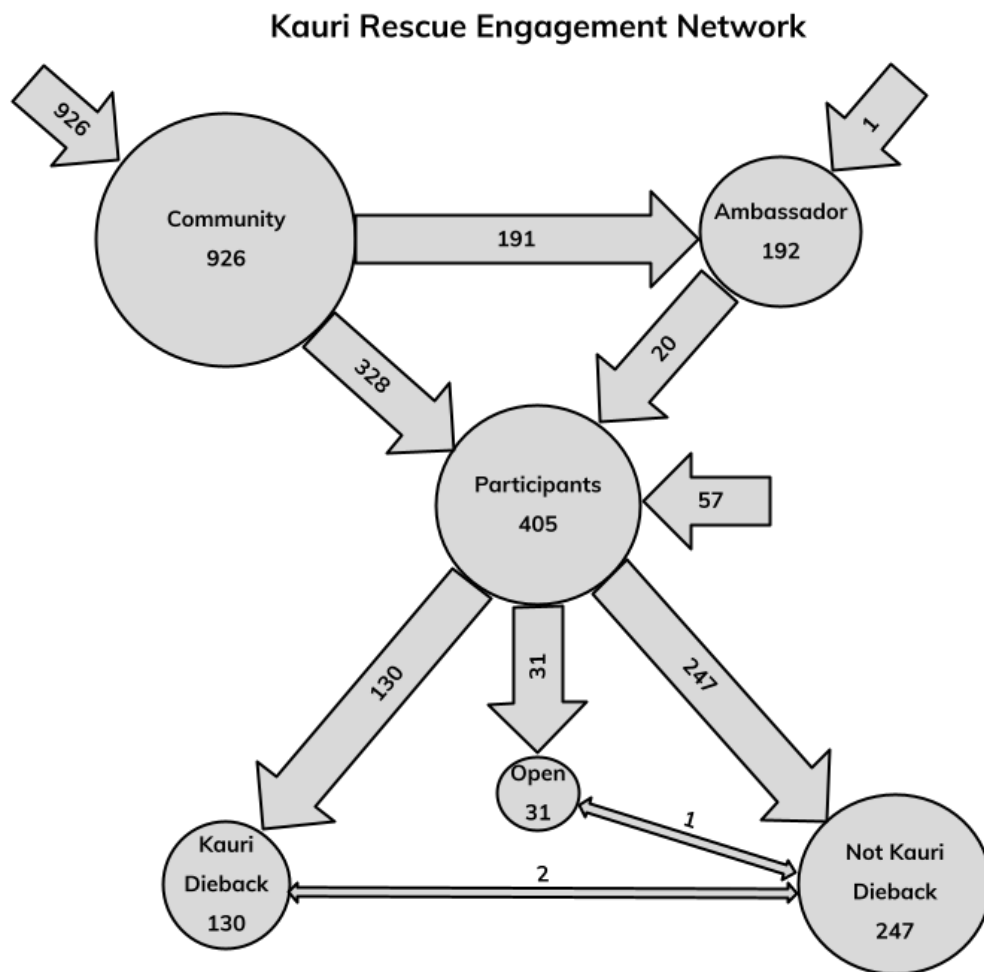 Kauri Rescue Engagement Network
926
1
Community
926
191
Ambassador
192
328
20
Participants
405
57
130
31
247
Open
31
1
Kauri
Dieback
130
2
Not Kauri
Dieback
247